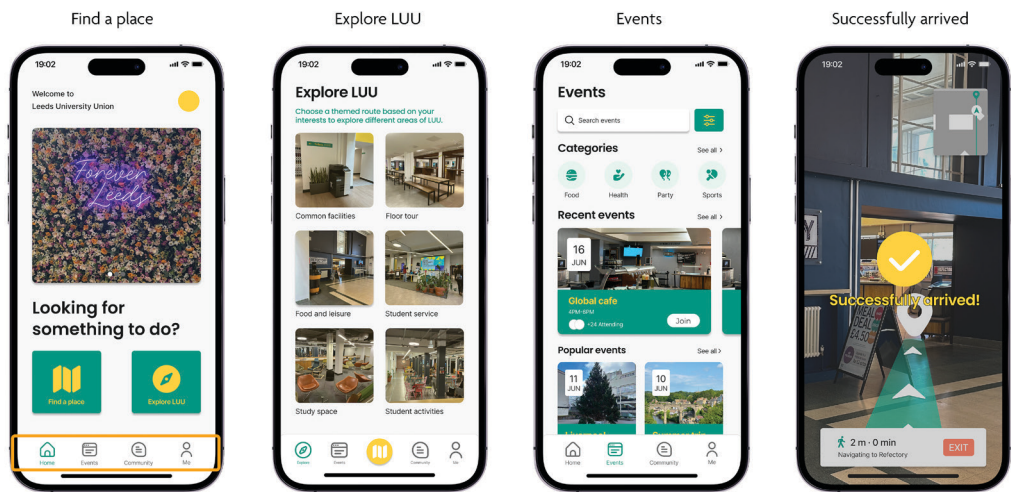 Find a place
Explore LUU
Events
Successfully arrived
19:02
Welcome to
Leeds University Union
Forever
Leeds
Looking for
something to do?
Find a place
Explore LUU
Home
Events
Community
Me
19:02
Explore LUU
Choose a themed route based on your
interests to explore different areas of LUU.
Common facilities
Floor tour
Food and leisure
Student service
Study space
Student activities
Explore
Events
Community
Me
19:02
Events
Search events
Categories
See all >
Food
Health
Party
Sports
Recent events
See all >
16
JUN
Global cafe
4PM-6PM
+24 Attending
Join
Popular events
See all >
11
JUN
10
JUN
Home
Events
Community
Me
19:02
Successfully arrived!
MEAL
DEAL
£4.50
2 m · 0 min
Navigating to Refectory
EXIT